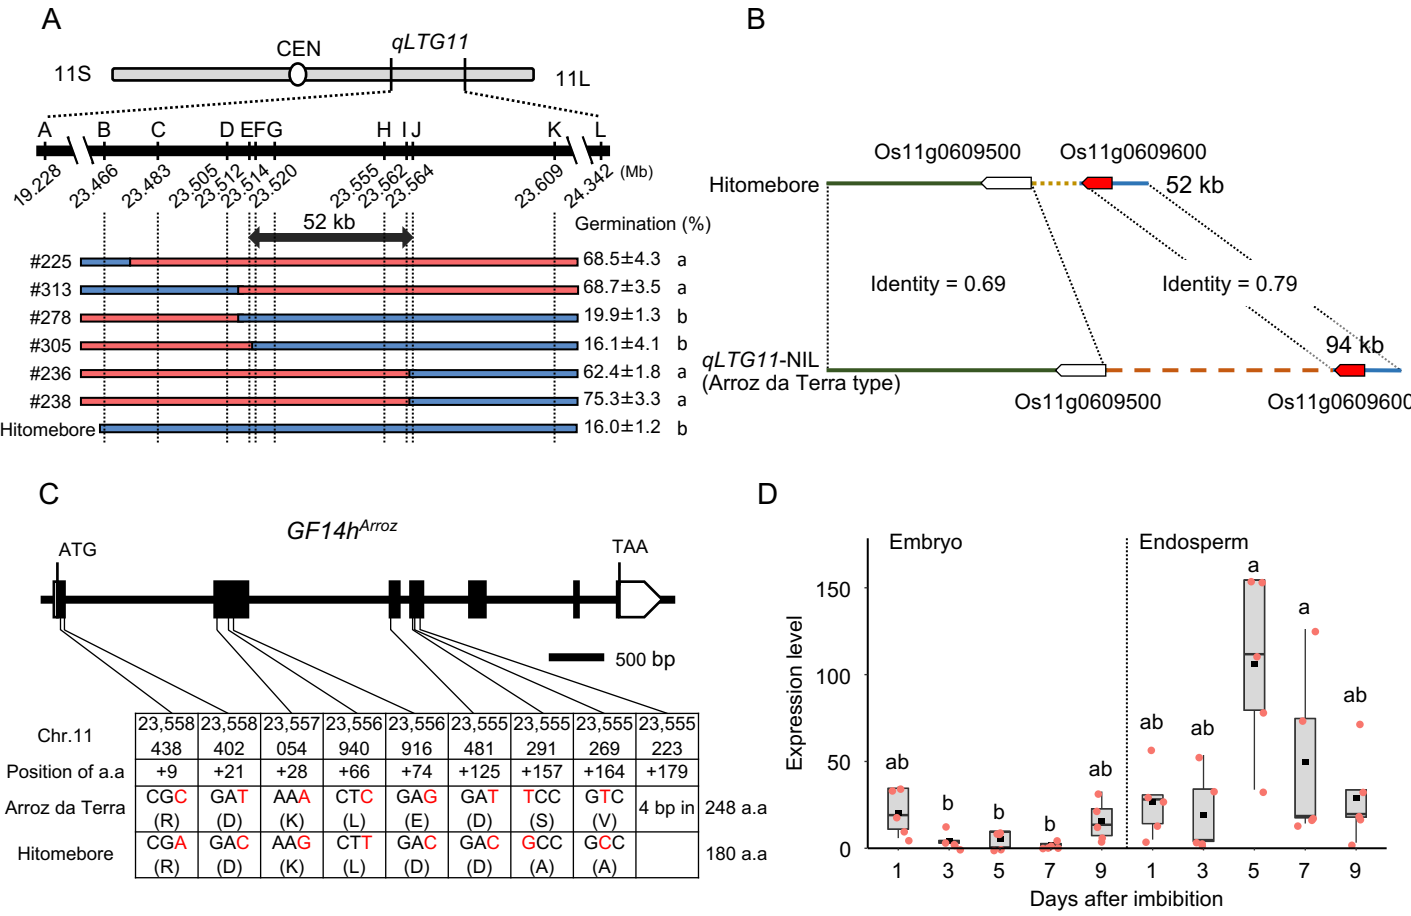 A
CEN
qLTG11
11S
11L
A B C D E F G H I J K L
19.228 23.466 23.483 23.505 23.512 23.514 23.520 23.555 23.562 23.564 23.609 24.342 (Mb)
52 kb
Germination (%)
#225 68.5±4.3 a
#313 68.7±3.5 a
#278 19.9±1.3 b
#305 16.1±4.1 b
#236 62.4±1.8 a
#238 75.3±3.3 a
Hitomebore 16.0±1.2 b
B
Os11g0609500 Os11g0609600
Hitomebore 52 kb
Identity = 0.69 Identity = 0.79
94 kb
qLTG11-NIL
(Arroz da Terra type)
Os11g0609500 Os11g0609600
C
GF14hArroz
ATG TAA
500 bp
Chr.11
23,558 23,558 23,557 23,556 23,556 23,555 23,555 23,555 23,555
438 402 054 940 916 481 291 269 223
Position of a.a +9 +21 +28 +66 +74 +125 +157 +164 +179
Arroz da Terra CGC GAT AAA CTC GAG GAT TCC GTC 4 bp in 248 a.a
(R) (D) (K) (L) (E) (D) (S) (V)
Hitomebore CGA GAC AAG CTT GAC GAC GCC GCC 180 a.a
(R) (D) (K) (L) (D) (D) (A) (A)
D
Embryo Endosperm
Expression level
150
100
50
0
ab b b b ab ab ab a a ab
1 3 5 7 9 1 3 5 7 9
Days after imbibition